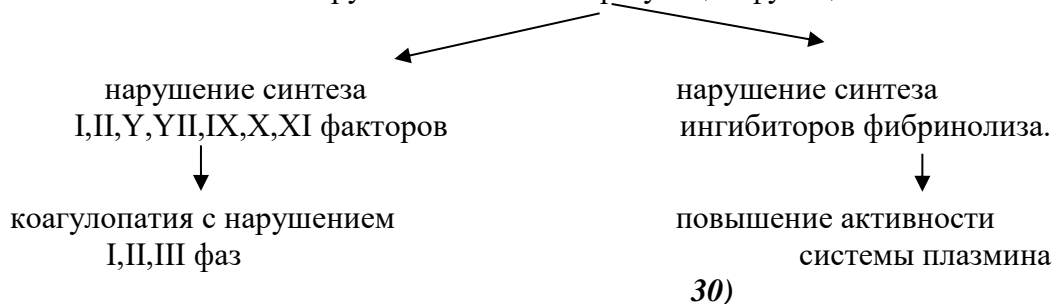 нарушение синтеза
I,II,Y,YII,IX,X,XI факторов
коагулопатия с нарушением
I,II,III фаз
нарушение синтеза
ингибиторов фибринолиза.
повышение активности
системы плазмина
30)